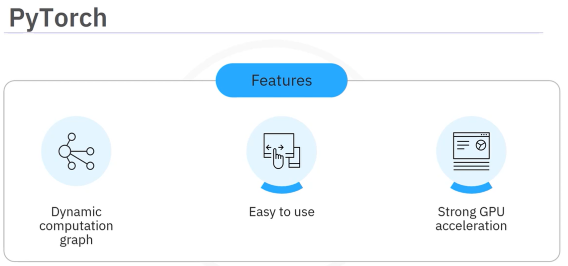 PyTorch
Features
Dynamic
computation
graph
Easy to use
Strong GPU
acceleration